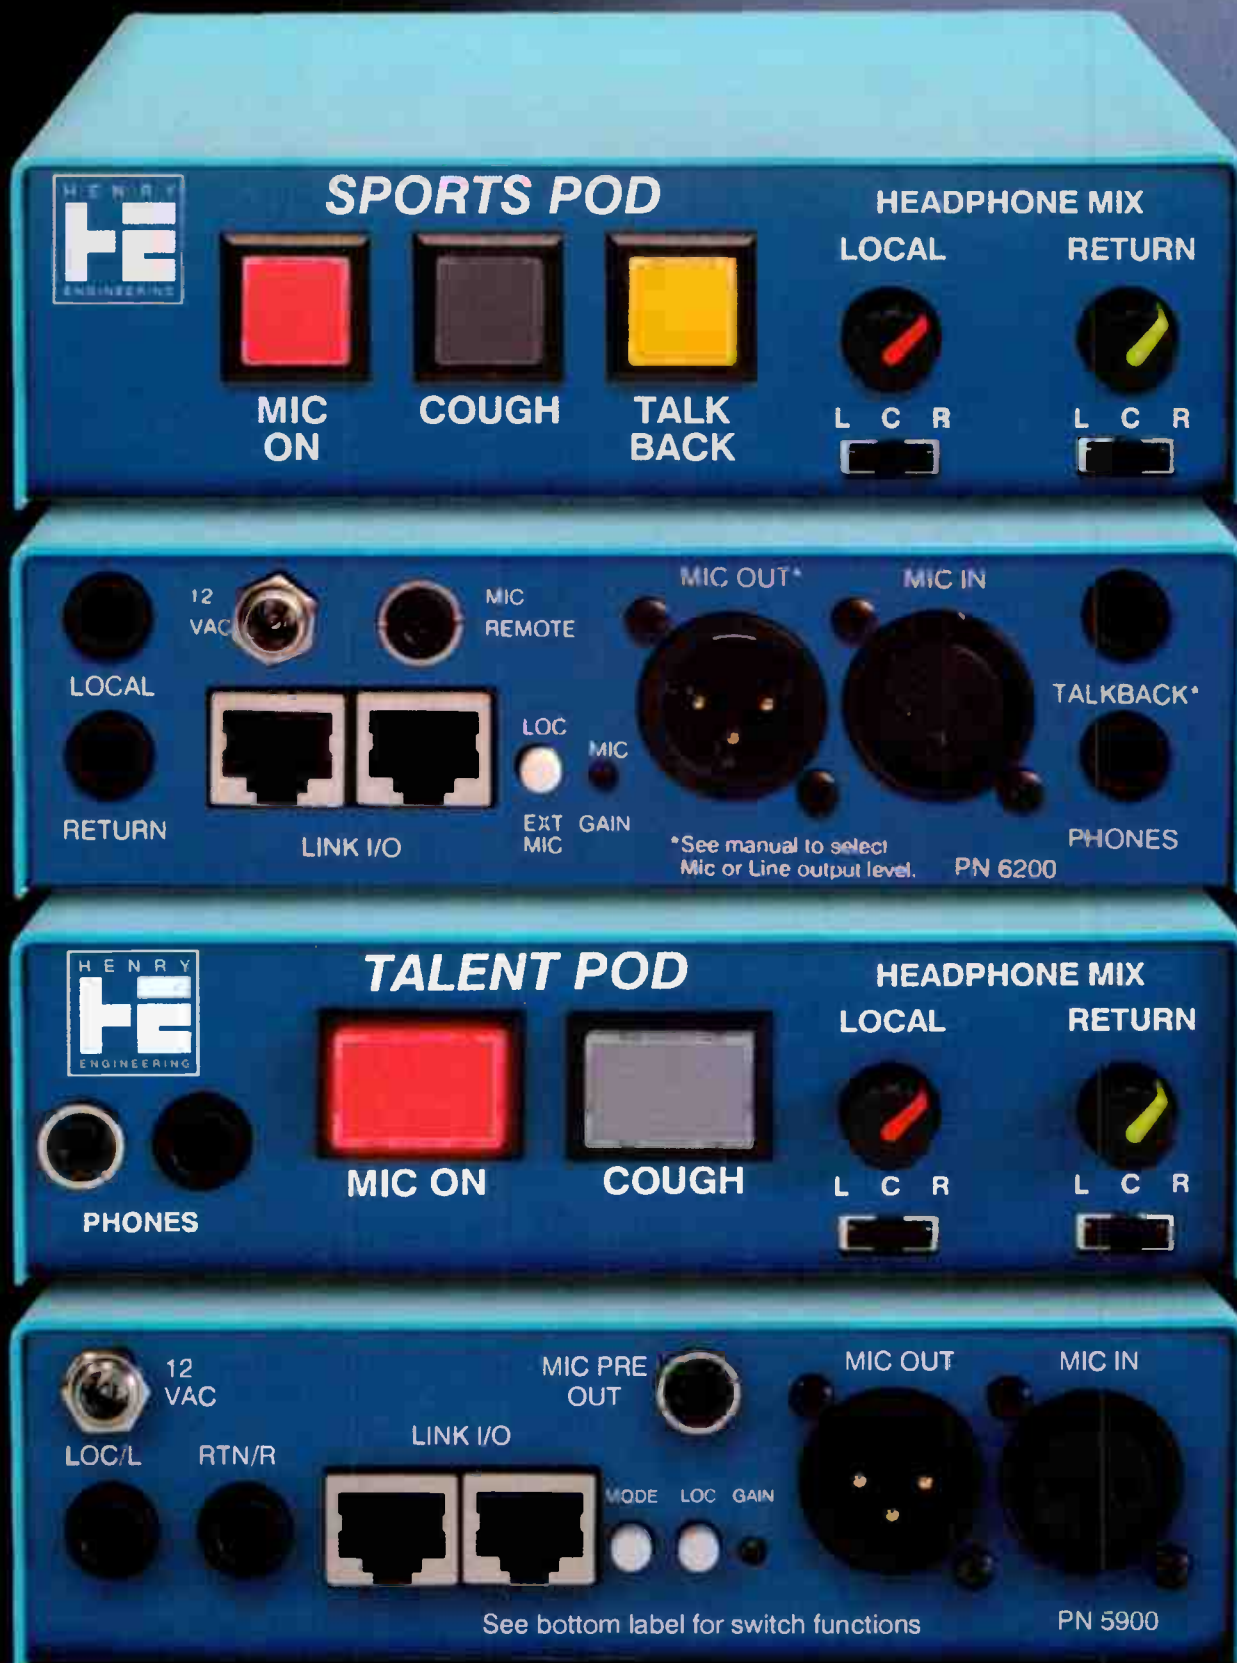 HENRY
HE
ENGINEERING
SPORTS POD
HEADPHONE MIX
LOCAL RETURN
MIC
ON
COUGH
TALK
BACK
L C R
L C R
LOCAL
RETURN
12
VAC
MIC
REMOTE
LINK I/O
LOC
EXT
MIC
MIC
GAIN
MIC OUT*
MIC IN
*See manual to select
Mic or Line output level.
PN 6200
TALKBACK*
PHONES
HENRY
HE
ENGINEERING
TALENT POD
HEADPHONE MIX
LOCAL RETURN
PHONES
MIC ON
COUGH
L C R
L C R
12
VAC
LOC/L
RTN/R
LINK I/O
MIC PRE
OUT
MODE LOC GAIN
MIC OUT
MIC IN
See bottom label for switch functions
PN 5900